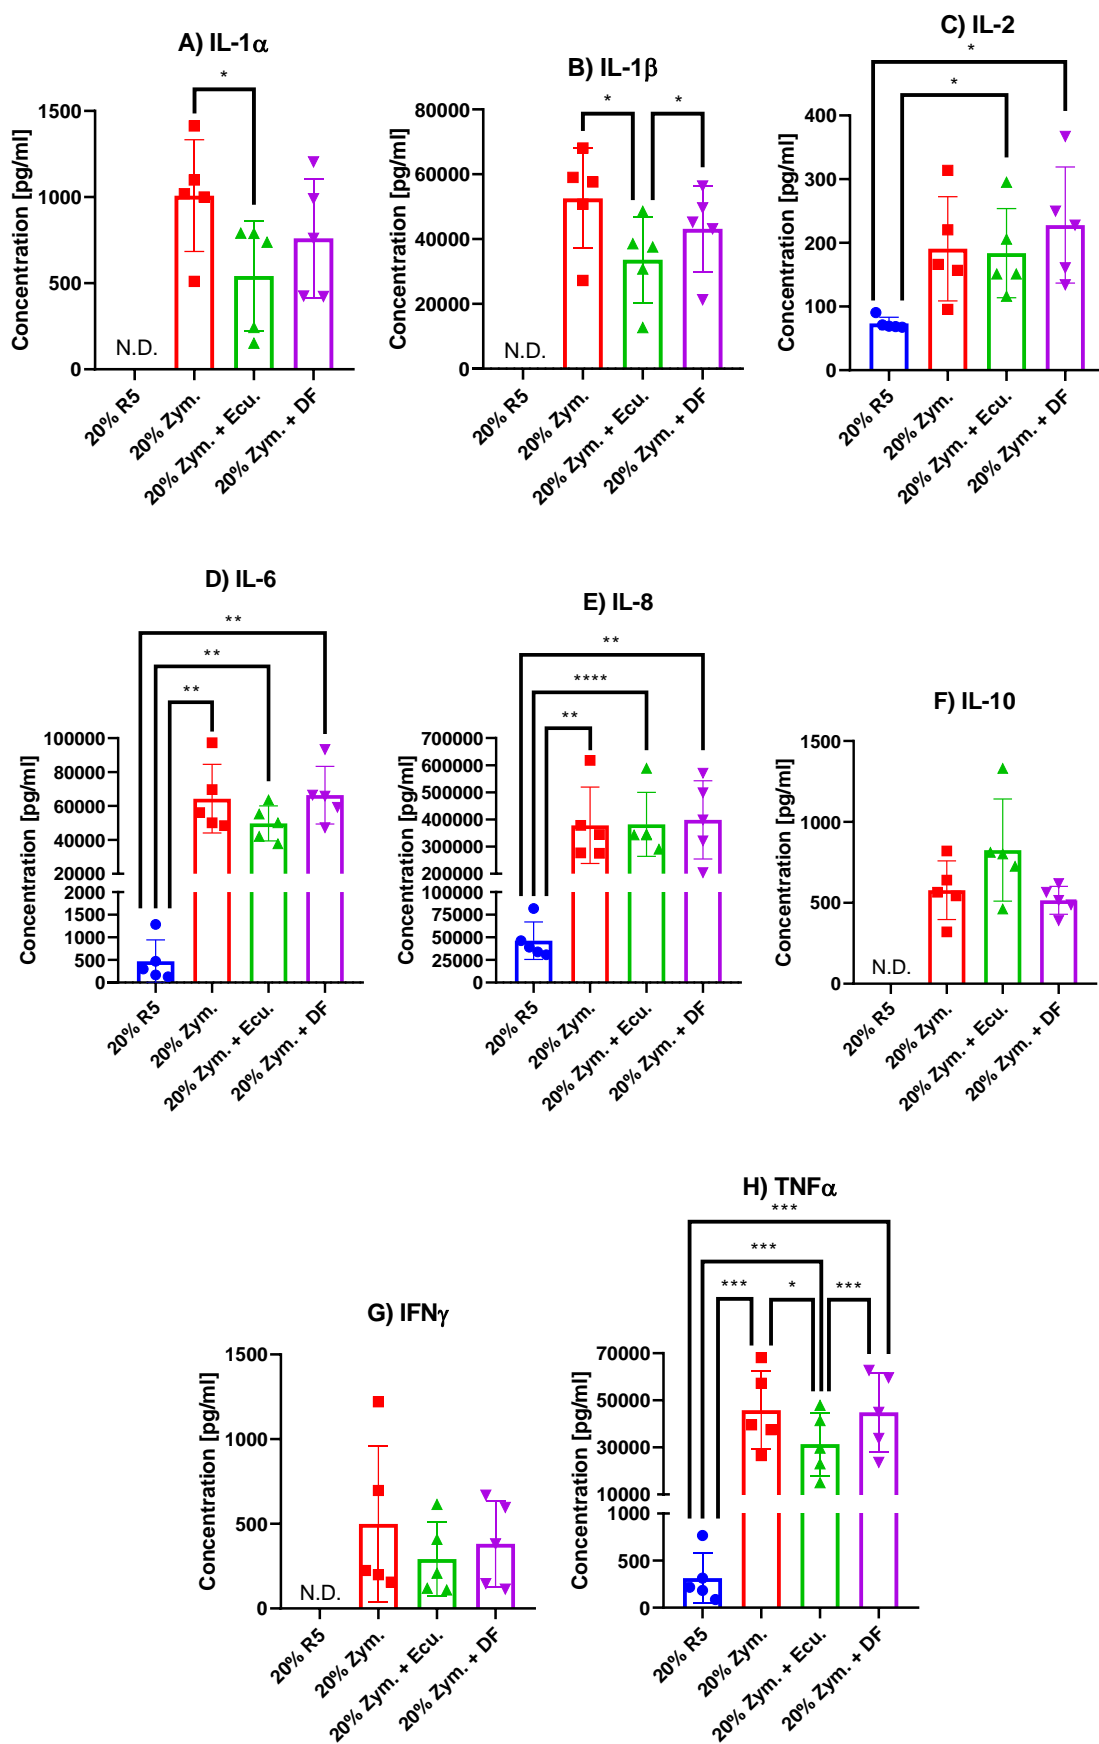 A) IL-1α
*
Concentration [pg/ml]
1500
1000
500
0
N.D.
20% R5
20% Zym.
20% Zym. + Ecu.
20% Zym. + DF
B) IL-1β
*
*
Concentration [pg/ml]
80000
60000
40000
20000
0
N.D.
20% R5
20% Zym.
20% Zym. + Ecu.
20% Zym. + DF
C) IL-2
*
*
Concentration [pg/ml]
400
300
200
100
0
20% R5
20% Zym.
20% Zym. + Ecu.
20% Zym. + DF
D) IL-6
**
**
**
Concentration [pg/ml]
100000
80000
60000
40000
20000
2000
1500
1000
500
0
20% R5
20% Zym.
20% Zym. + Ecu.
20% Zym. + DF
E) IL-8
**
****
**
Concentration [pg/ml]
700000
600000
500000
400000
300000
200000
100000
75000
50000
25000
0
20% R5
20% Zym.
20% Zym. + Ecu.
20% Zym. + DF
F) IL-10
Concentration [pg/ml]
1500
1000
500
0
N.D.
20% R5
20% Zym.
20% Zym. + Ecu.
20% Zym. + DF
G) IFNγ
Concentration [pg/ml]
1500
1000
500
0
N.D.
20% R5
20% Zym.
20% Zym. + Ecu.
20% Zym. + DF
H) TNFα
***
***
*** * ***
Concentration [pg/ml]
70000
50000
30000
10000
1000
500
0
20% R5
20% Zym.
20% Zym. + Ecu.
20% Zym. + DF